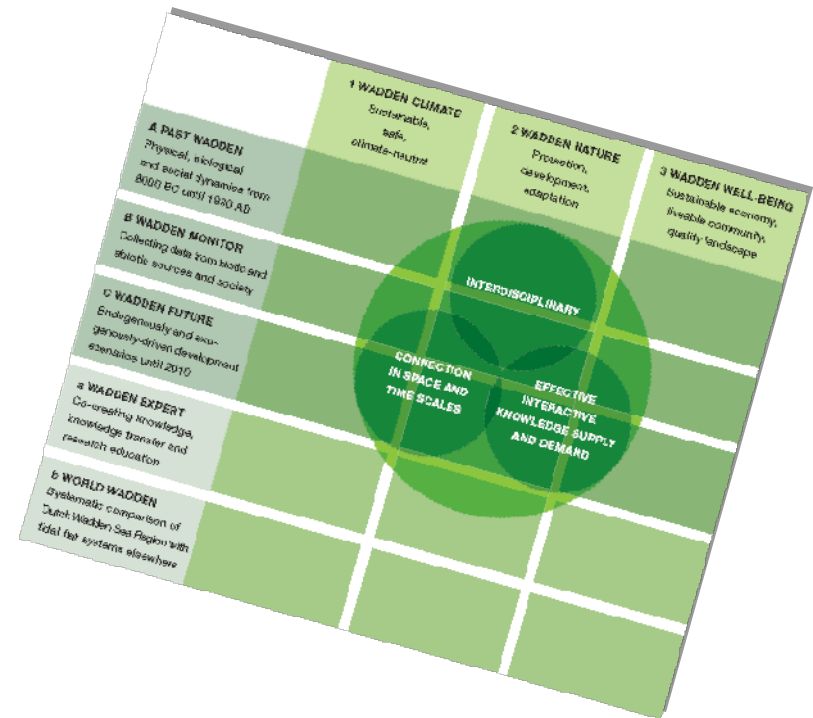 1 WADDEN CLIMATE
Sustainable,
safe,
climate-neutral
2 WADDEN NATURE
Protection,
development,
adaptation
3 WADDEN WELL-BEING
Sustainable economy,
liveable community,
quality landscape
A PAST WADDEN
Physical, biological
and social dynamics from
8000 BC until 1920 AD
B WADDEN MONITOR
Collecting data from biotic and
abiotic sources and society
C WADDEN FUTURE
Endogenously and exo-
genously-driven development
scenarios until 2010
a WADDEN EXPERT
Co-creating knowledge,
knowledge transfer and
research education
b WORLD WADDEN
Systematic comparison of
Dutch Wadden Sea Region with
tidal flat systems elsewhere
INTERDISCIPLINARY
CONNECTION
IN SPACE AND
TIME SCALES
EFFECTIVE
INTERACTIVE
KNOWLEDGE SUPPLY
AND DEMAND